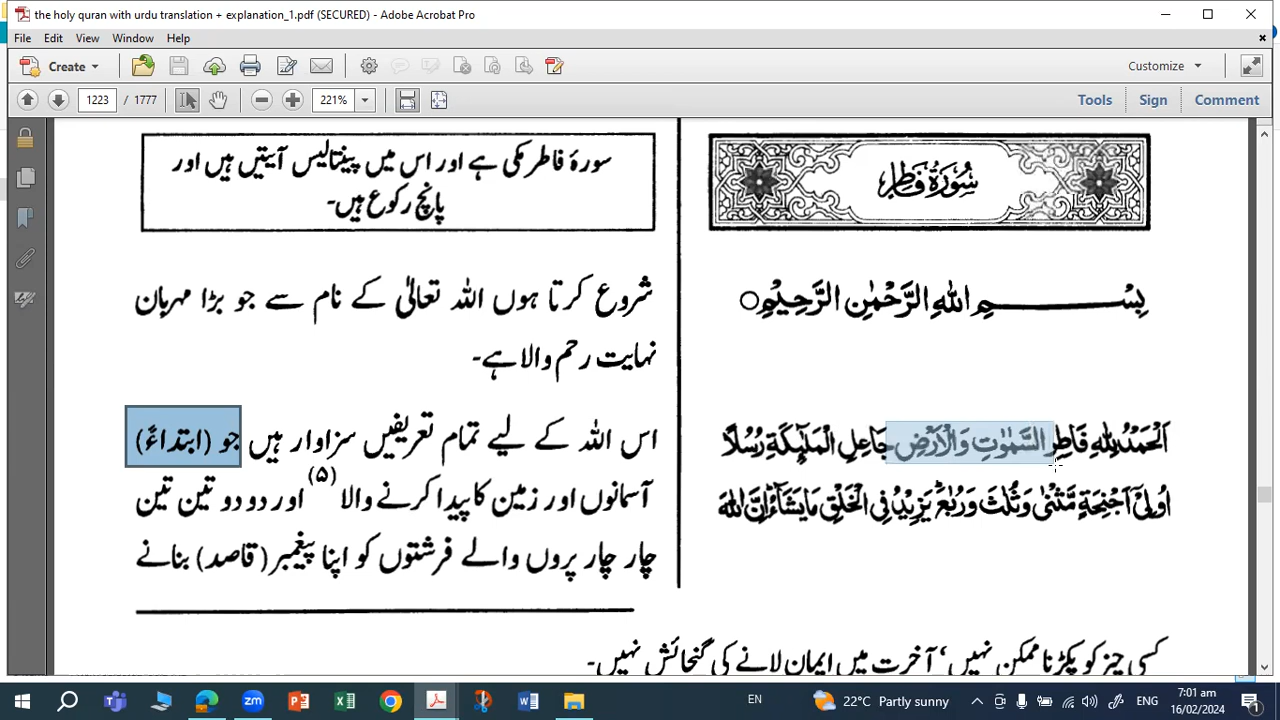 the holy quran with urdu translation + explanation_1.pdf (SECURED) - Adobe Acrobat Pro
File Edit View Window Help
Create Customize
1223 / 1777 221% Tools Sign Comment
سُوْرَةُ فَاطِرٍ
سورۂ فاطر مکی ہے اور اس میں پینتالیس آیتیں ہیں اور
پانچ رکوع ہیں۔
بِسْـــــــــمِ اللّٰهِ الرَّحْمٰنِ الرَّحِيْمِ ○
شروع کرتا ہوں اللہ تعالیٰ کے نام سے جو بڑا مہربان
نہایت رحم والا ہے۔
اَلْحَمْدُ لِلّٰهِ فَاطِرِ السَّمٰوٰتِ وَالْاَرْضِ جَاعِلِ الْمَلٰٓئِكَةِ رُسُلًا
اُولِىْٓ اَجْنِحَةٍ مَّثْنٰى وَثُلٰثَ وَرُبٰعَ ۭ يَزِيْدُ فِى الْخَلْقِ مَا يَشَآءُ ۭ اِنَّ اللّٰهَ
اس اللہ کے لیے تمام تعریفیں سزاوار ہیں جو (ابتداءً)
آسمانوں اور زمین کا پیدا کرنے والا (۵) اور دو دو تین تین
چار چار پروں والے فرشتوں کو اپنا پیغمبر (قاصد) بنانے
کسی چیز کو پکڑنا ممکن نہیں، آخرت میں ایمان لانے کی گنجائش نہیں۔
EN 22°C Partly sunny ENG 7:01 am
16/02/2024 1